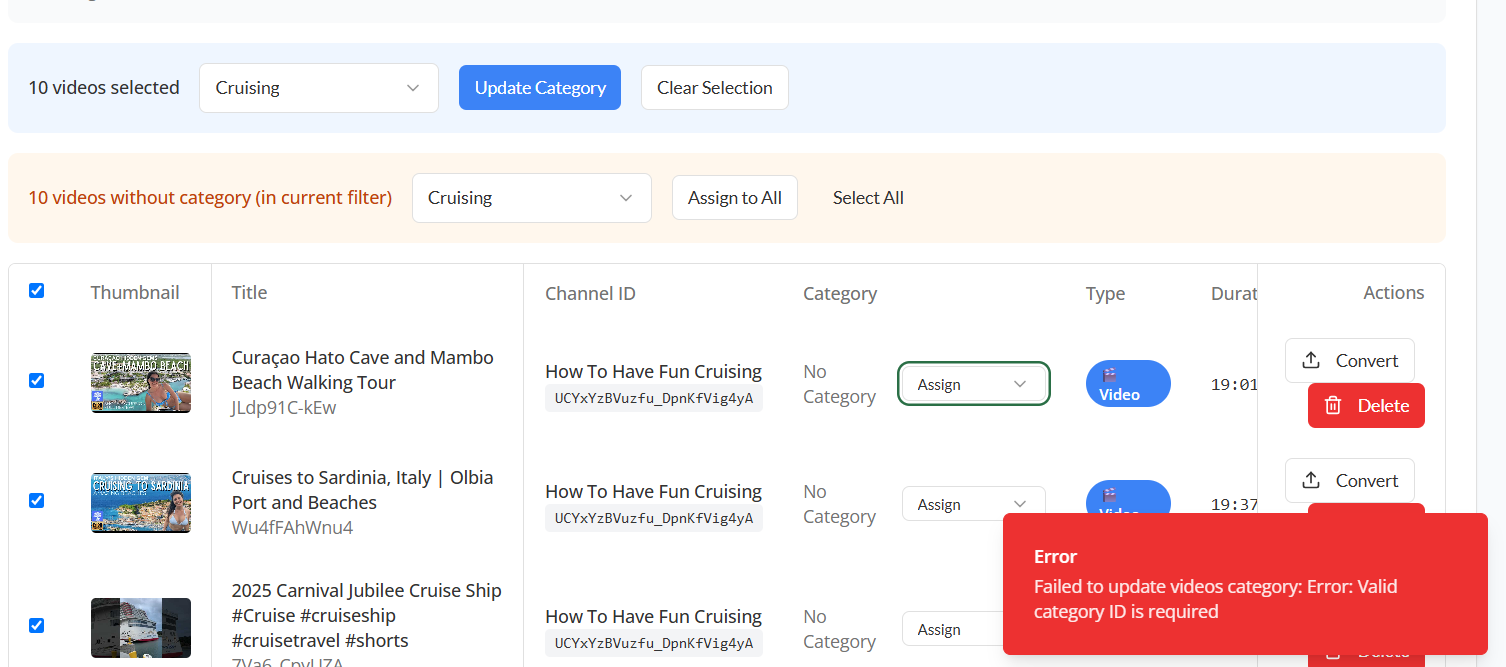 10 videos selected
Cruising
Update Category
Clear Selection
10 videos without category (in current filter)
Cruising
Assign to All
Select All
Thumbnail
Title
Channel ID
Category
Type
Durat
Actions
CAVE+MAMBO BEACH
Curaçao Hato Cave and Mambo
Beach Walking Tour
JLdp91C-kEw
How To Have Fun Cruising
UCYxYzBVuzfu_DpnKfVig4yA
No
Category
Assign
Video
19:01
Convert
Delete
CRUISING TO SARDINIA
Cruises to Sardinia, Italy | Olbia
Port and Beaches
Wu4fFAhWnu4
How To Have Fun Cruising
UCYxYzBVuzfu_DpnKfVig4yA
No
Category
Assign
Video
19:37
Convert
2025 Carnival Jubilee Cruise Ship
#Cruise #cruiseship
#cruisetravel #shorts
How To Have Fun Cruising
UCYxYzBVuzfu_DpnKfVig4yA
No
Category
Assign
Error
Failed to update videos category: Error: Valid
category ID is required
Delete